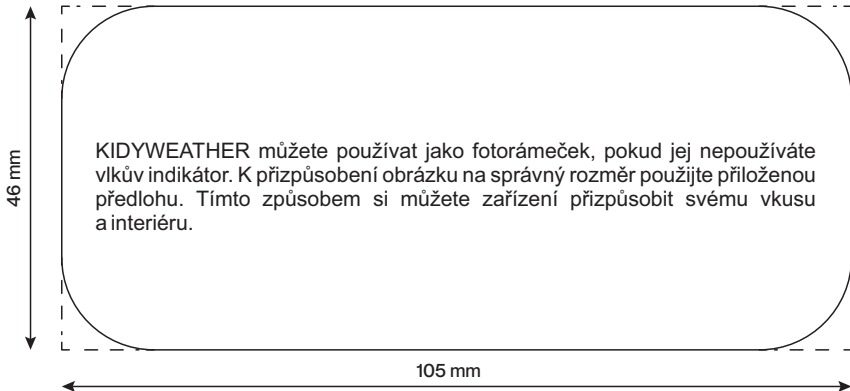 46 mm
KIDYWEATHER můžete používat jako fotorámeček, pokud jej nepoužíváte
vlkův indikátor. K přizpůsobení obrázku na správný rozměr použijte přiloženou
předlohu. Tímto způsobem si můžete zařízení přizpůsobit svému vkusu
a interiéru.
105 mm